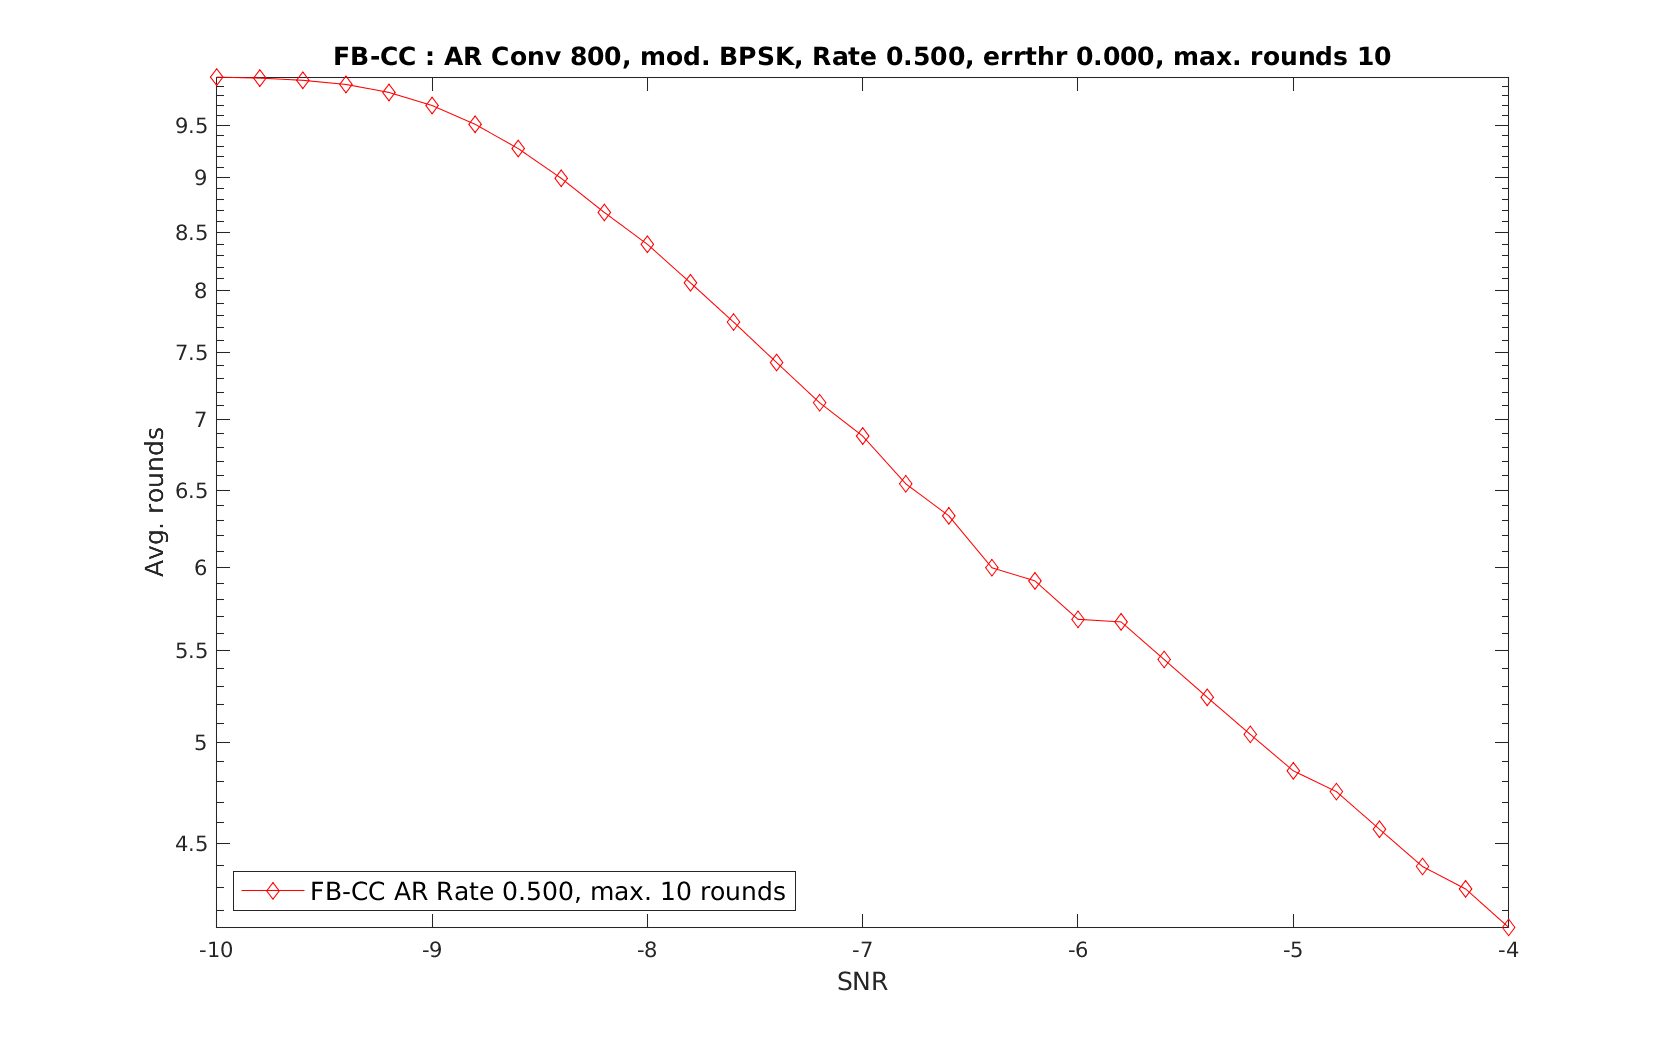 FB-CC : AR Conv 800, mod. BPSK, Rate 0.500, errthr 0.000, max. rounds 10
Avg. rounds
9.5
9
8.5
8
7.5
7
6.5
6
5.5
5
4.5
FB-CC AR Rate 0.500, max. 10 rounds
-10 -9 -8 -7 -6 -5 -4
SNR